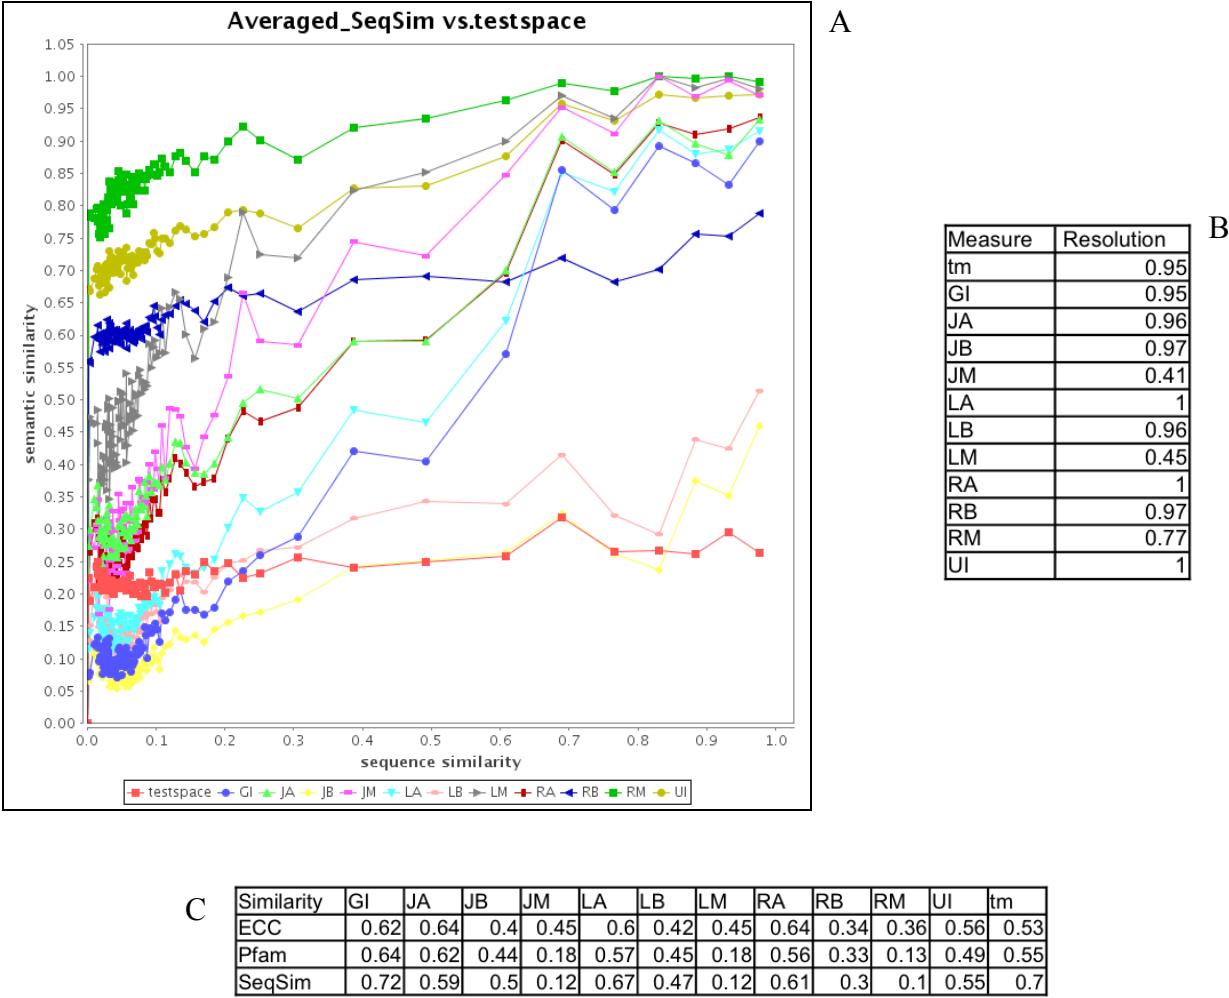 Averaged_SeqSim vs.testspace
A
1.05
1.00
0.95
0.90
0.85
0.80
0.75
0.70
0.65
0.60
0.55
0.50
0.45
0.40
0.35
0.30
0.25
0.20
0.15
0.10
0.05
0.00
semantic similarity
0.0 0.1 0.2 0.3 0.4 0.5 0.6 0.7 0.8 0.9 1.0
sequence similarity
testspace GI JA JB JM LA LB LM RA RB RM UI
B
Measure Resolution
tm 0.95
GI 0.95
JA 0.96
JB 0.97
JM 0.41
LA 1
LB 0.96
LM 0.45
RA 1
RB 0.97
RM 0.77
UI 1
C
Similarity GI JA JB JM LA LB LM RA RB RM UI tm
ECC 0.62 0.64 0.4 0.45 0.6 0.42 0.45 0.64 0.34 0.36 0.56 0.53
Pfam 0.64 0.62 0.44 0.18 0.57 0.45 0.18 0.56 0.33 0.13 0.49 0.55
SeqSim 0.72 0.59 0.5 0.12 0.67 0.47 0.12 0.61 0.3 0.1 0.55 0.7